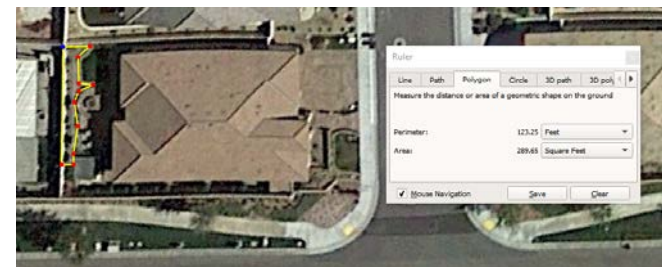 Ruler
Line Path Polygon Circle 3D path 3D poly
Measure the distance or area of a geometric shape on the ground
Perimeter: 123.25 Feet
Area: 289.65 Square Feet
Mouse Navigation Save Clear